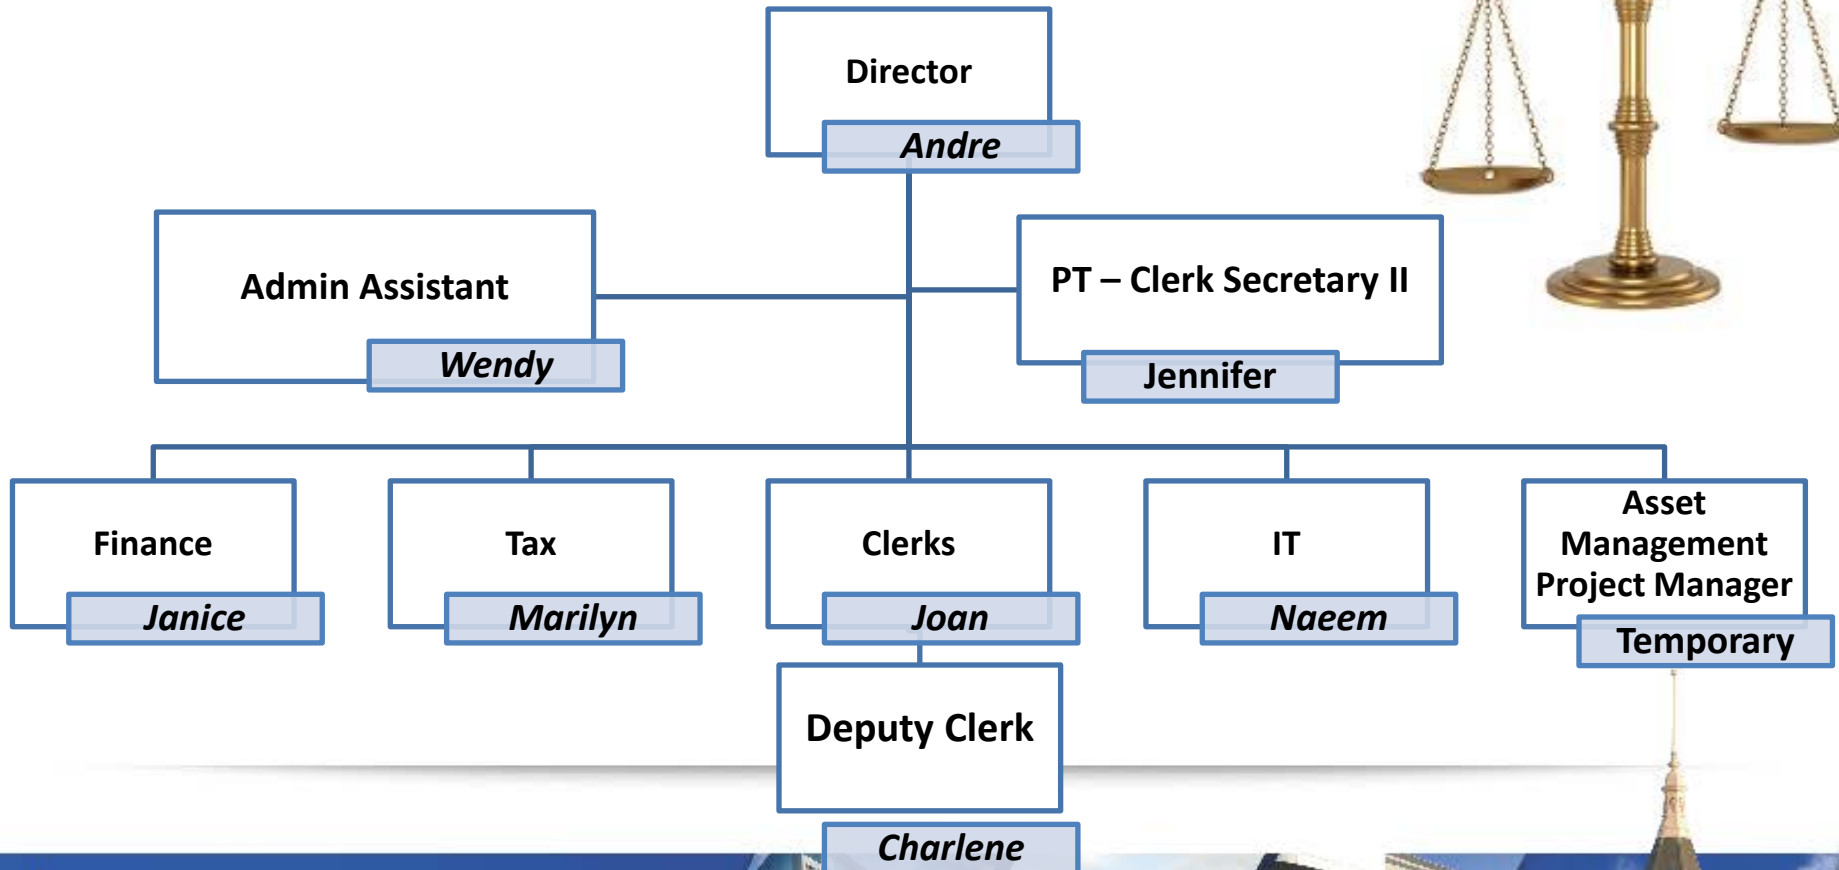 Director
Andre
Admin Assistant
Wendy
PT – Clerk Secretary II
Jennifer
Finance
Janice
Tax
Marilyn
Clerks
Joan
IT
Naeem
Asset
Management
Project Manager
Temporary
Deputy Clerk
Charlene